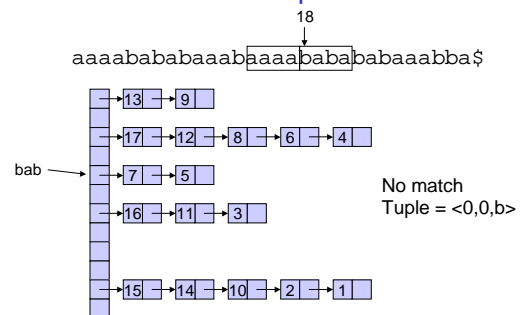 18
aaaabababaaabaaaabababababaaabba$
13 9
17 12 8 6 4
bab 7 5
No match
Tuple = <0,0,b>
16 11 3
15 14 10 2 1